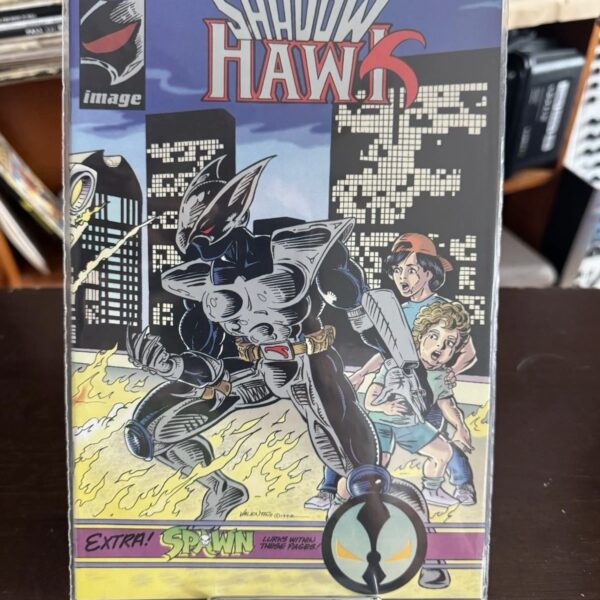 SHADOW
HAWK
image
EXTRA! SPAWN LURKS WITHIN
THESE PAGES!